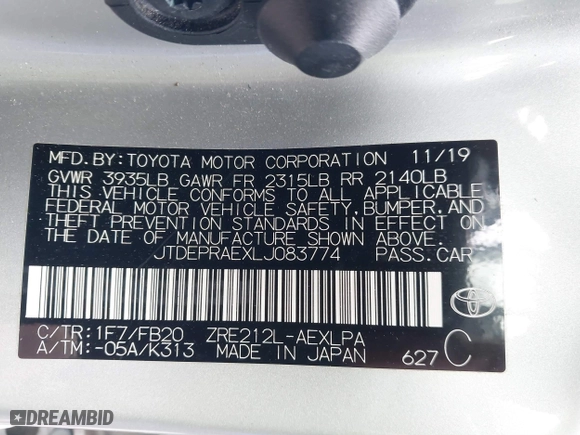 MFD.BY:TOYOTA MOTOR CORPORATION 11/19
GVWR 3935LB GAWR FR 2315LB RR 2140LB
THIS VEHICLE CONFORMS TO ALL APPLICABLE
FEDERAL MOTOR VEHICLE SAFETY,BUMPER,AND
THEFT PREVENTION STANDARDS IN EFFECT ON
THE DATE OF MANUFACTURE SHOWN ABOVE.
JTDEPRAEXLJ083774 PASS.CAR
C/TR:1F7/FB20 ZRE212L-AEXLPA
A/TM:-05A/K313 MADE IN JAPAN 627 C
TOYOTA
DREAMBID